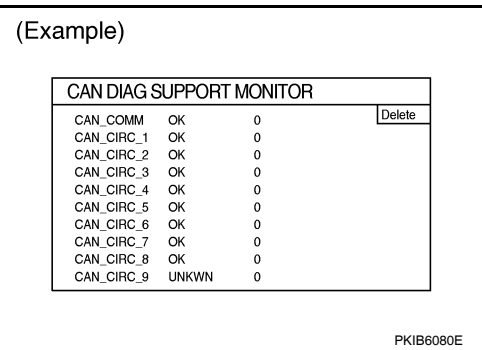 (Example)
CAN DIAG SUPPORT MONITOR
Delete
CAN_COMM OK 0
CAN_CIRC_1 OK 0
CAN_CIRC_2 OK 0
CAN_CIRC_3 OK 0
CAN_CIRC_4 OK 0
CAN_CIRC_5 OK 0
CAN_CIRC_6 OK 0
CAN_CIRC_7 OK 0
CAN_CIRC_8 OK 0
CAN_CIRC_9 UNKWN 0
PKIB6080E